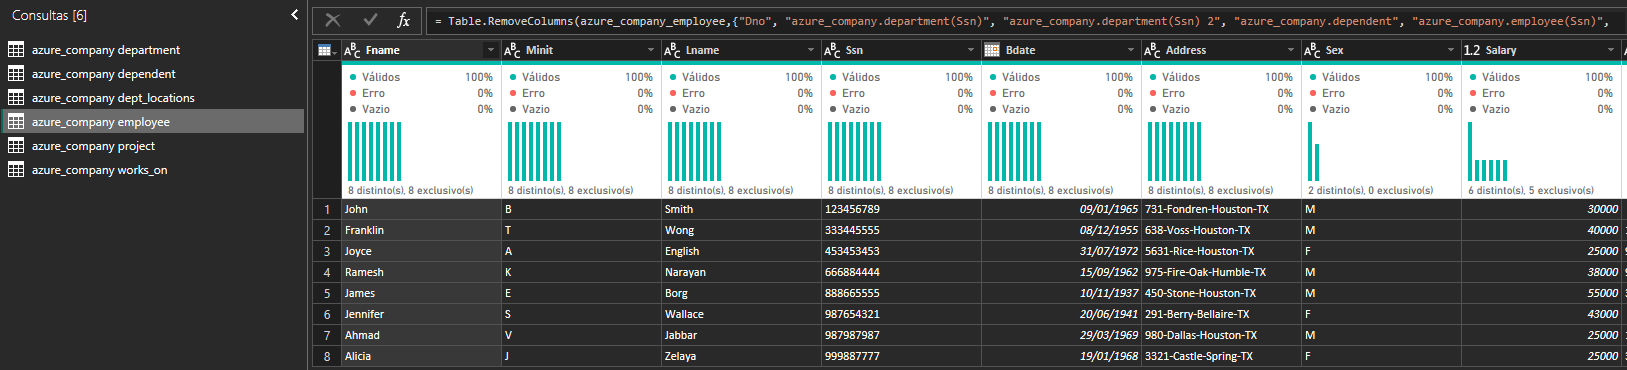 Consultas [6]
azure_company department
azure_company dependent
azure_company dept_locations
azure_company employee
azure_company project
azure_company works_on
fx = Table.RemoveColumns(azure_company_employee,{"Dno", "azure_company.department(Ssn)", "azure_company.department(Ssn) 2", "azure_company.dependent", "azure_company.employee(Ssn)",
ABC Fname ABC Minit ABC Lname ABC Ssn Bdate ABC Address ABC Sex 1.2 Salary
Válidos 100% Válidos 100% Válidos 100% Válidos 100% Válidos 100% Válidos 100% Válidos 100% Válidos 100%
Erro 0% Erro 0% Erro 0% Erro 0% Erro 0% Erro 0% Erro 0% Erro 0%
Vazio 0% Vazio 0% Vazio 0% Vazio 0% Vazio 0% Vazio 0% Vazio 0% Vazio 0%
8 distinto(s), 8 exclusivo(s) 8 distinto(s), 8 exclusivo(s) 8 distinto(s), 8 exclusivo(s) 8 distinto(s), 8 exclusivo(s) 8 distinto(s), 8 exclusivo(s) 8 distinto(s), 8 exclusivo(s) 2 distinto(s), 0 exclusivo(s) 6 distinto(s), 5 exclusivo(s)
1 John B Smith 123456789 09/01/1965 731-Fondren-Houston-TX M 30000
2 Franklin T Wong 333445555 08/12/1955 638-Voss-Houston-TX M 40000
3 Joyce A English 453453453 31/07/1972 5631-Rice-Houston-TX F 25000
4 Ramesh K Narayan 666884444 15/09/1962 975-Fire-Oak-Humble-TX M 38000
5 James E Borg 888665555 10/11/1937 450-Stone-Houston-TX M 55000
6 Jennifer S Wallace 987654321 20/06/1941 291-Berry-Bellaire-TX F 43000
7 Ahmad V Jabbar 987987987 29/03/1969 980-Dallas-Houston-TX M 25000
8 Alicia J Zelaya 999887777 19/01/1968 3321-Castle-Spring-TX F 25000